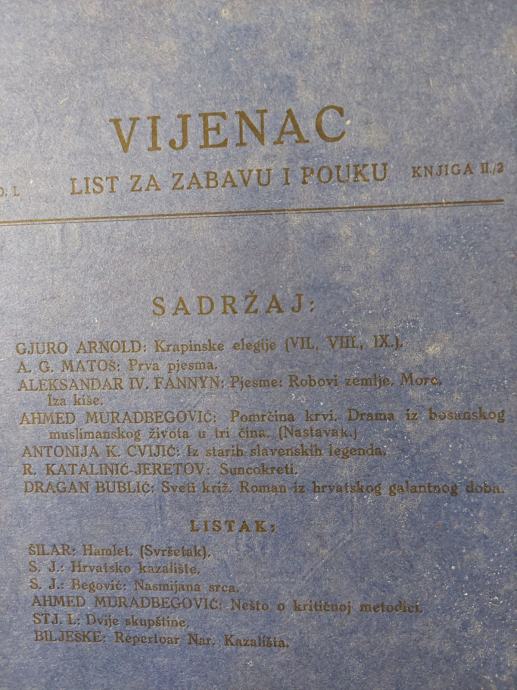 VIJENAC
LIST ZA ZABAVU I POUKU KNJIGA II./2
SADRŽAJ:
GJURO ARNOLD: Krapinske elegije (VII., VIII., IX.).
A. G. MATOŠ: Prva pjesma.
ALEKSANDAR IV. FANNYN: Pjesme: Robovi zemlje. More.
Iza kiše.
AHMED MURADBEGOVIĆ: Pomrčina krvi. Drama iz bosanskog
muslimanskog života u tri čina. (Nastavak.)
ANTONIJA K. CVIJIĆ: Iz starih slavenskih legenda.
R. KATALINIĆ-JERETOV: Suncokreti.
DRAGAN BUBLIĆ: Sveti križ. Roman iz hrvatskog galantnog doba.
LISTAK:
ŠILAR: Hamlet. (Svršetak).
S. J.: Hrvatsko kazalište.
S. J.: Begović: Nasmijana srca.
AHMED MURADBEGOVIĆ: Nešto o kritičnoj metodici.
STJ. I.: Dvije skupštine.
BILJEŠKE: Repertoar Nar. Kazališta.